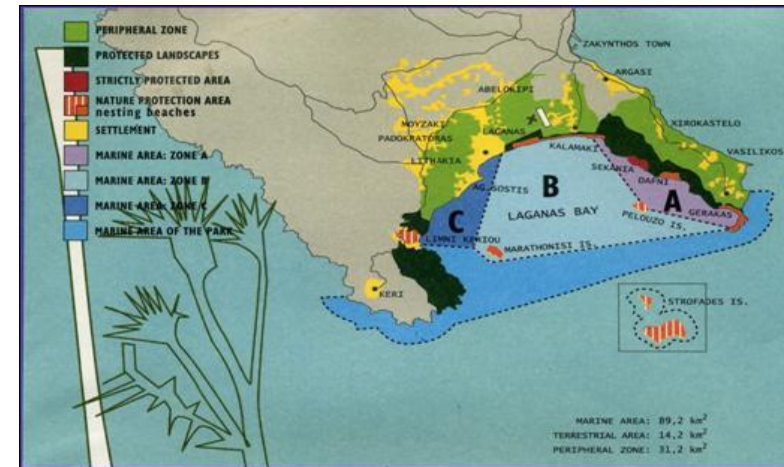 PERIPHERAL ZONE
PROTECTED LANDSCAPES
STRICTLY PROTECTED AREA
NATURE PROTECTION AREA
nesting beaches
SETTLEMENT
MARINE AREA: ZONE A
MARINE AREA: ZONE B
MARINE AREA: ZONE C
MARINE AREA OF THE PARK
ZAKYNTHOS TOWN
ARGASI
ABELOKIPI
XIROKASTELO
MOYZAKI
PADOKRATORAS
LAGANAS
KALAMAKI
VASILIKOS
LITHAKIA
SEKANIA
DAFNI
AG.SOSTIS
B
A
GERAKAS
C
LAGANAS BAY
PELOUZO IS.
LIMNI KERIOU
MARATHONISI IS.
KERI
STROFADES IS.
MARINE AREA: 89,2 km²
TERRESTRIAL AREA: 14,2 km²
PERIPHERAL ZONE: 31,2 km²